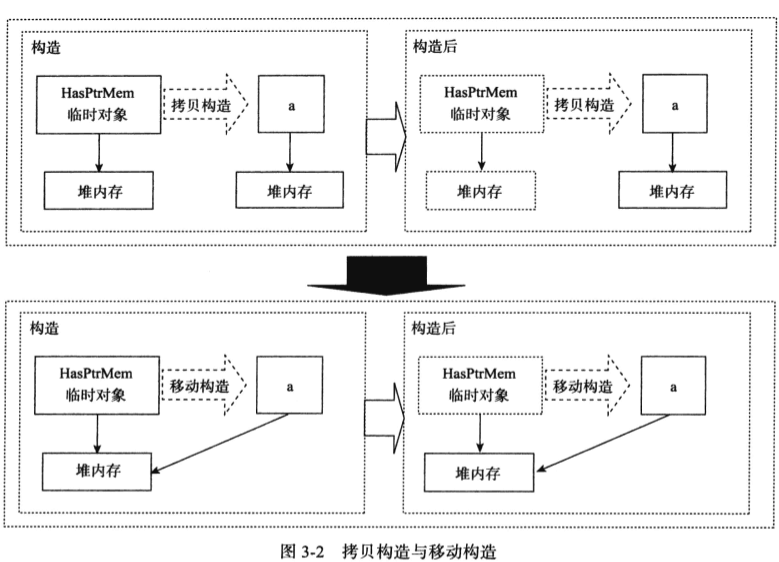 构造
HasPtrMem
临时对象
拷贝构造
a
堆内存
堆内存
构造后
HasPtrMem
临时对象
拷贝构造
a
堆内存
堆内存
构造
HasPtrMem
临时对象
移动构造
a
堆内存
构造后
HasPtrMem
临时对象
移动构造
a
堆内存
图 3-2 拷贝构造与移动构造